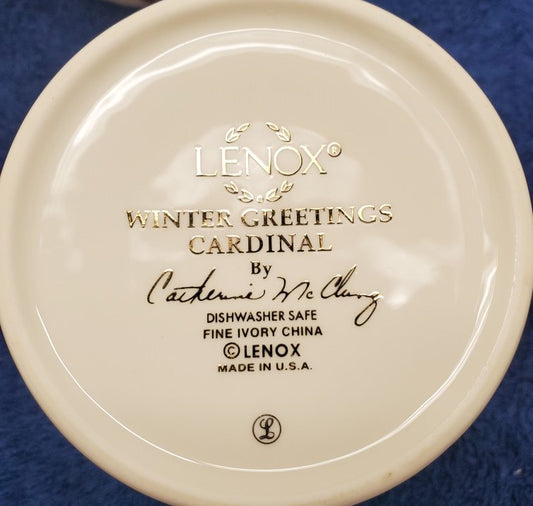 LENOX®
WINTER GREETINGS
CARDINAL
By
Catherine McClung
DISHWASHER SAFE
FINE IVORY CHINA
© LENOX
MADE IN U.S.A.
L